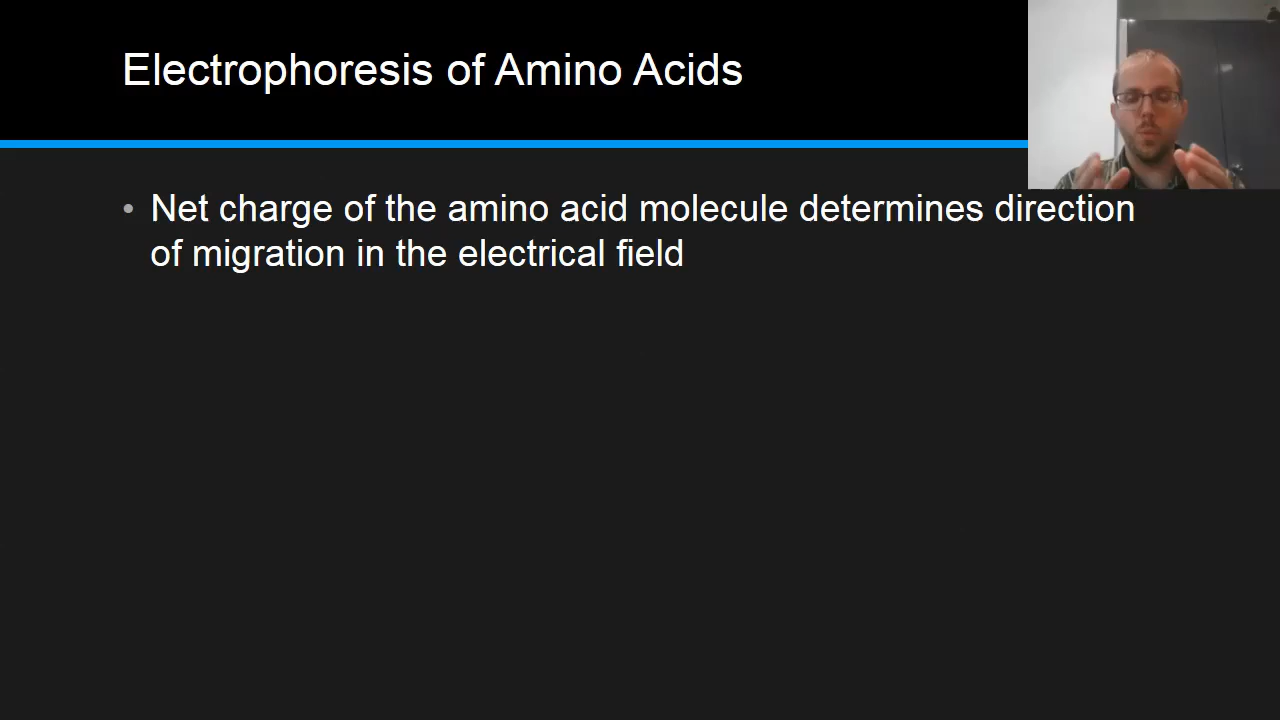 Electrophoresis of Amino Acids
• Net charge of the amino acid molecule determines direction
of migration in the electrical field